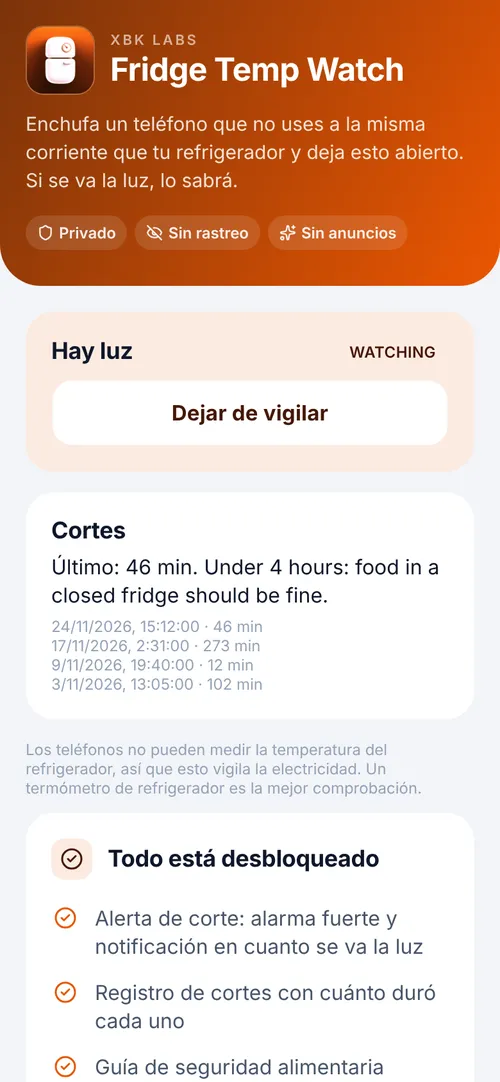 XBK LABS
Fridge Temp Watch
Enchufa un teléfono que no uses a la misma
corriente que tu refrigerador y deja esto abierto.
Si se va la luz, lo sabrá.
Privado
Sin rastreo
Sin anuncios
Hay luz
WATCHING
Dejar de vigilar
Cortes
Último: 46 min. Under 4 hours: food in a
closed fridge should be fine.
24/11/2026, 15:12:00 · 46 min
17/11/2026, 2:31:00 · 273 min
9/11/2026, 19:40:00 · 12 min
3/11/2026, 13:05:00 · 102 min
Los teléfonos no pueden medir la temperatura del
refrigerador, así que esto vigila la electricidad. Un
termómetro de refrigerador es la mejor comprobación.
Todo está desbloqueado
Alerta de corte: alarma fuerte y
notificación en cuanto se va la luz
Registro de cortes con cuánto duró
cada uno
Guía de seguridad alimentaria